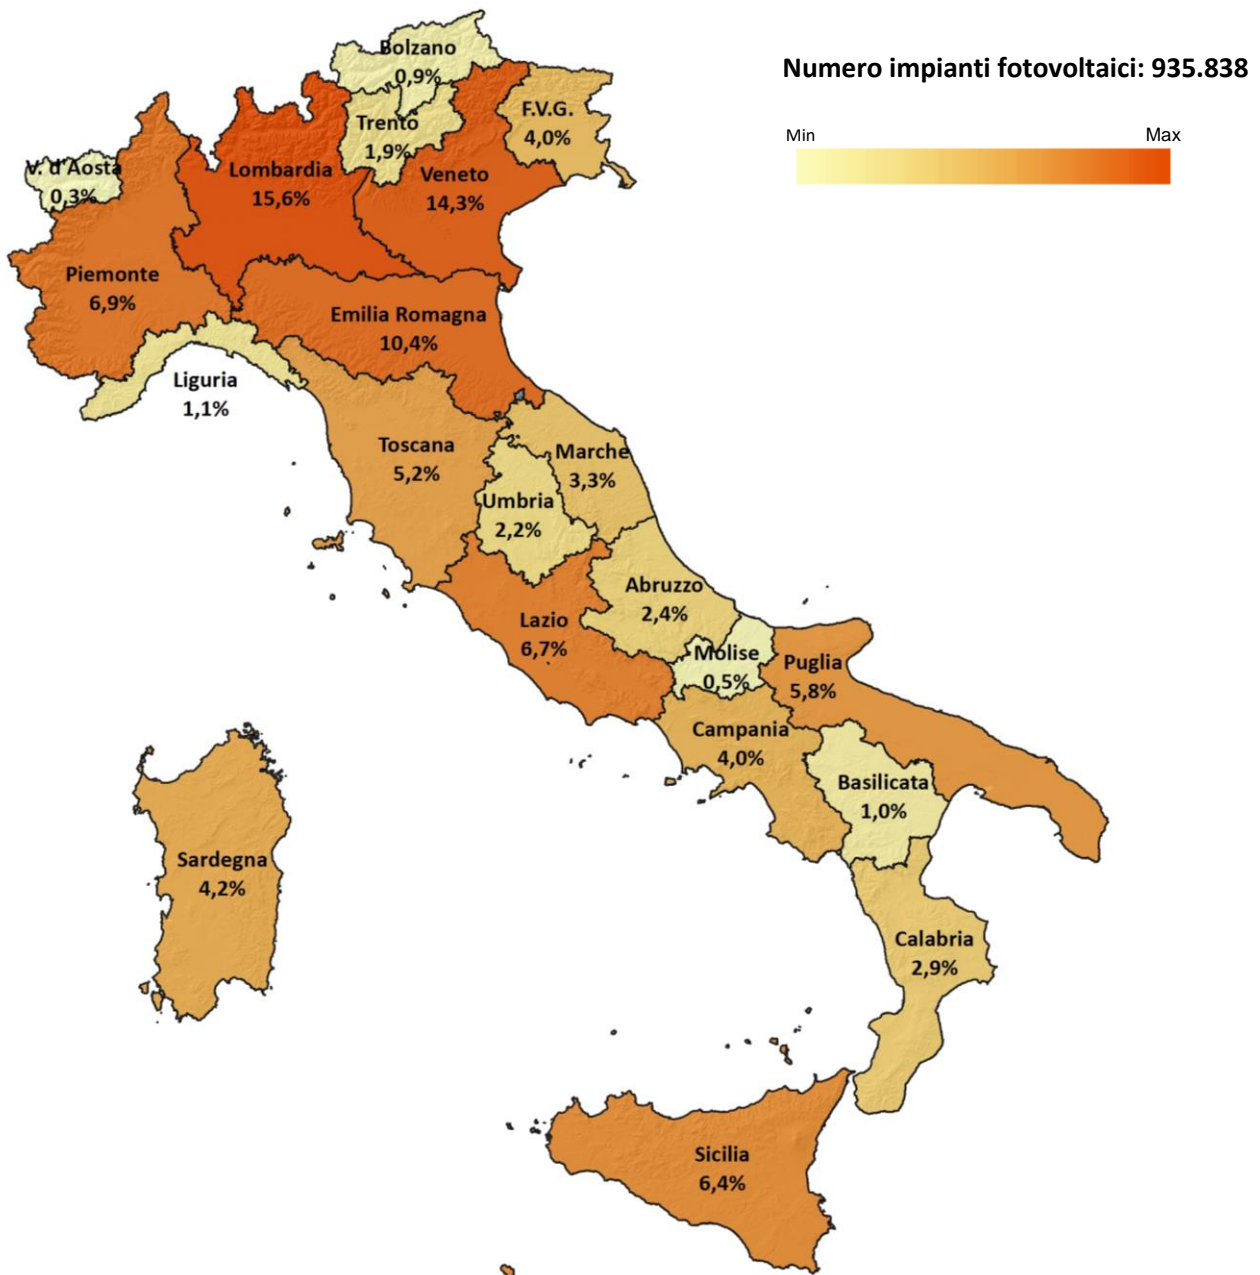 Numero impianti fotovoltaici: 935.838
Min
Max
Bolzano
0,9%
Trento
1,9%
F.V.G.
4,0%
V. d'Aosta
0,3%
Lombardia
15,6%
Veneto
14,3%
Piemonte
6,9%
Emilia Romagna
10,4%
Liguria
1,1%
Toscana
5,2%
Marche
3,3%
Umbria
2,2%
Abruzzo
2,4%
Lazio
6,7%
Molise
0,5%
Puglia
5,8%
Campania
4,0%
Basilicata
1,0%
Sardegna
4,2%
Calabria
2,9%
Sicilia
6,4%